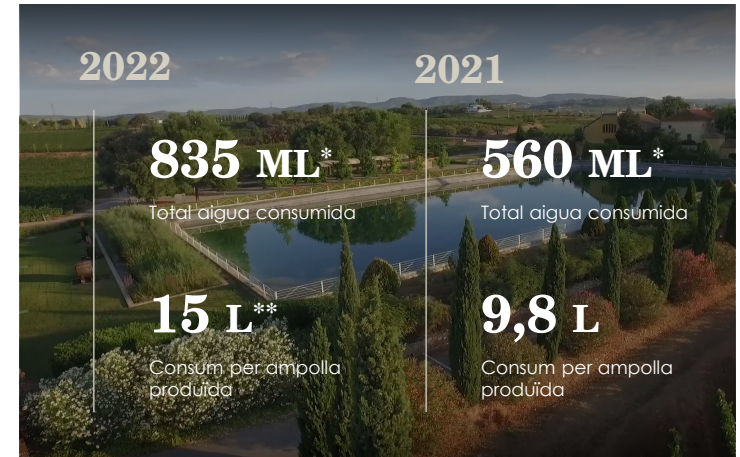 2022
835 ML*
Total aigua consumida
15 L**
Consum per ampolla
produïda
2021
560 ML*
Total aigua consumida
9,8 L
Consum per ampolla
produïda